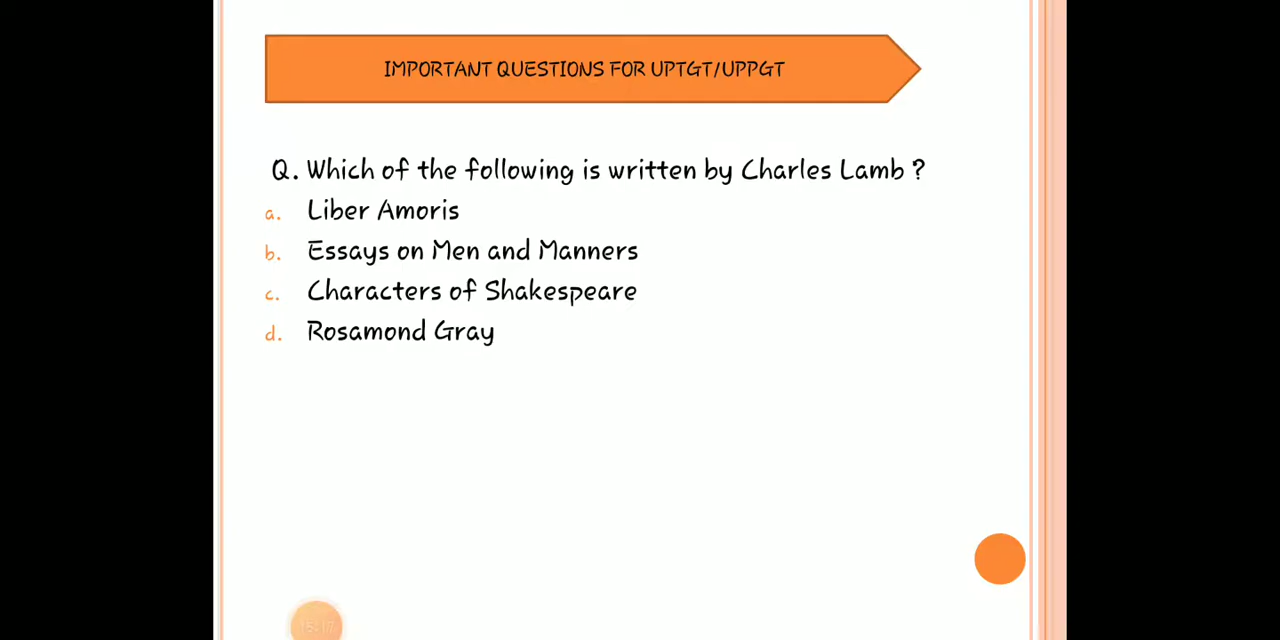 IMPORTANT QUESTIONS FOR UPTGT/UPPGT
Q. Which of the following is written by Charles Lamb ?
a. Liber Amoris
b. Essays on Men and Manners
c. Characters of Shakespeare
d. Rosamond Gray